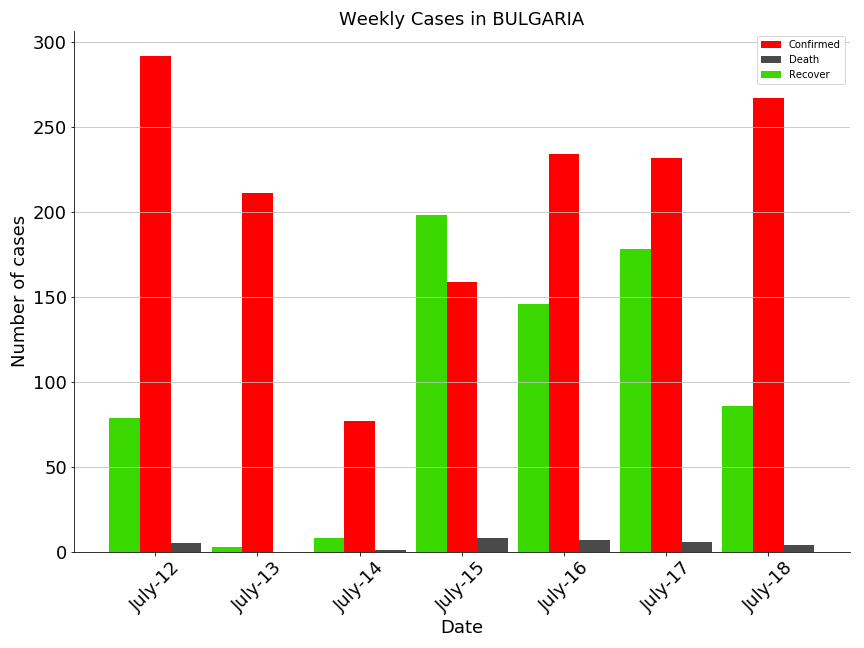 Weekly Cases in BULGARIA
Confirmed
Death
Recover
Number of cases
300
250
200
150
100
50
0
July-12
July-13
July-14
July-15
July-16
July-17
July-18
Date